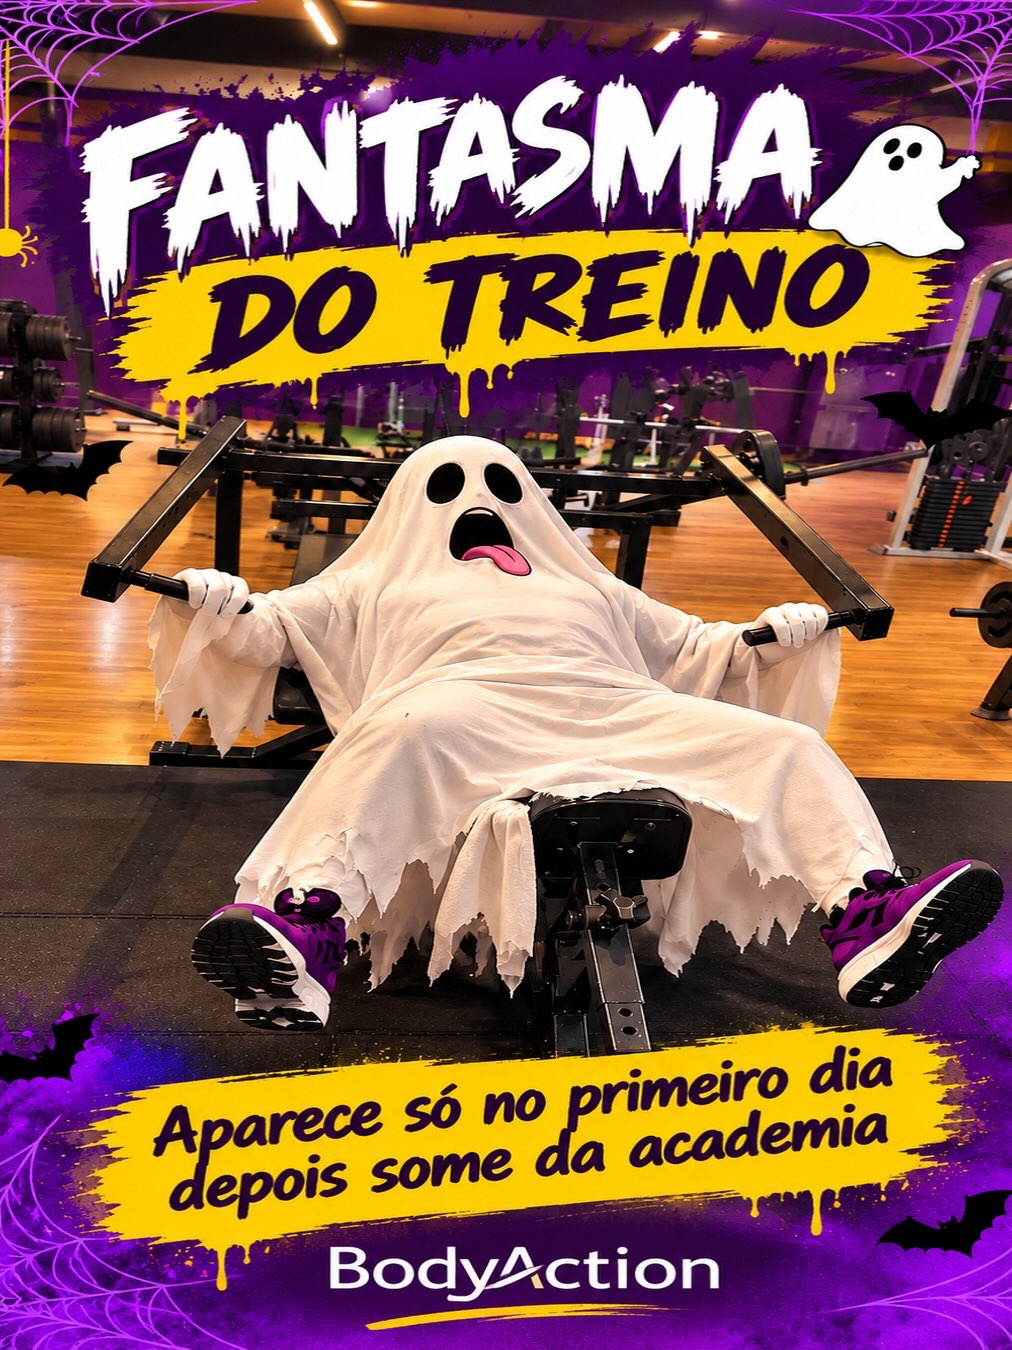 FANTASMA
DO TREINO
Aparece só no primeiro dia
depois some da academia
BodyAction